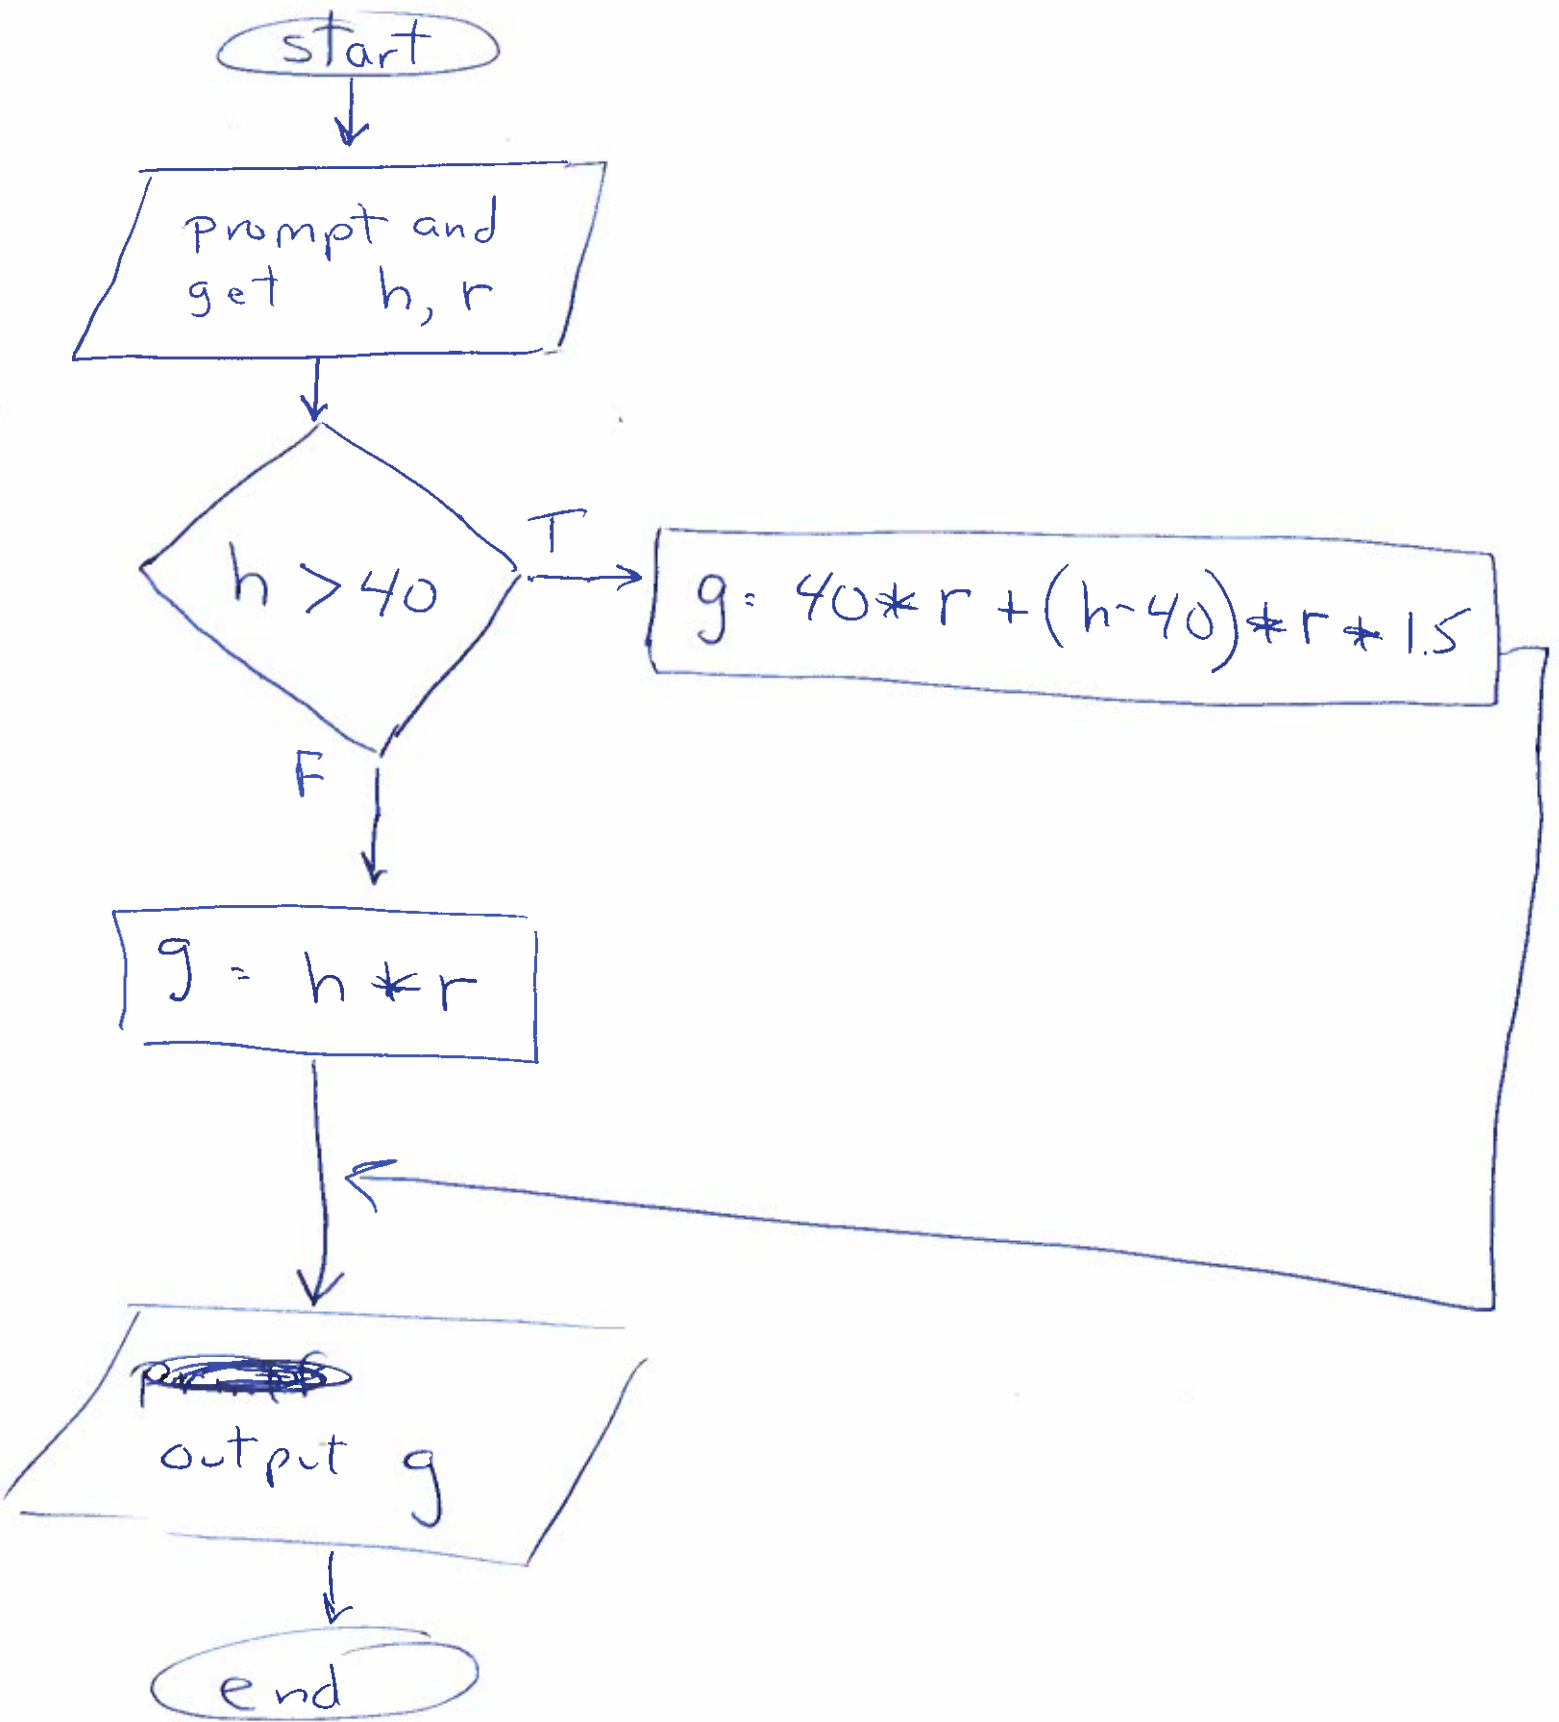 start
prompt and
get h, r
h > 40
T
g = 40 * r + (h - 40) * r * 1.5
F
g = h * r
output g
end